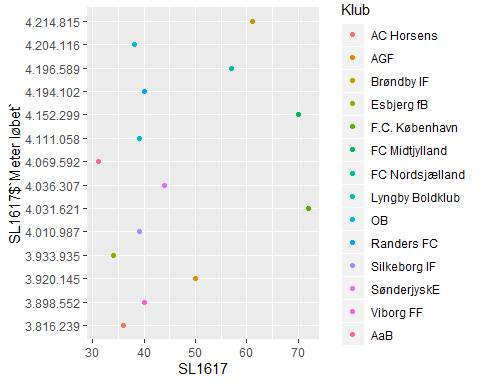 Klub
AC Horsens
AGF
Brøndby IF
Esbjerg fB
F.C. København
FC Midtjylland
FC Nordsjælland
Lyngby Boldklub
OB
Randers FC
Silkeborg IF
SønderjyskE
Viborg FF
AaB
SL1617$`Meter løbet`
4.214.815
4.204.116
4.196.589
4.194.102
4.152.299
4.111.058
4.069.592
4.036.307
4.031.621
4.010.987
3.933.935
3.920.145
3.898.552
3.816.239
30 40 50 60 70
SL1617